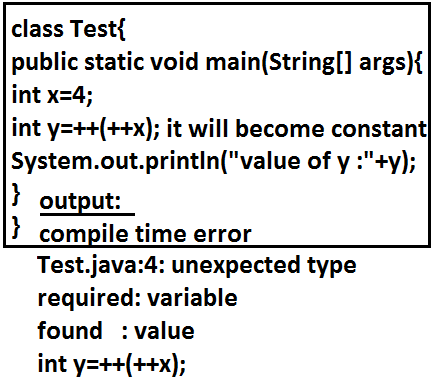 class Test{
public static void main(String[] args){
int x=4;
int y=++(++x); it will become constant
System.out.println("value of y :"+y);
} output:
} compile time error
Test.java:4: unexpected type
required: variable
found : value
int y=++(++x);